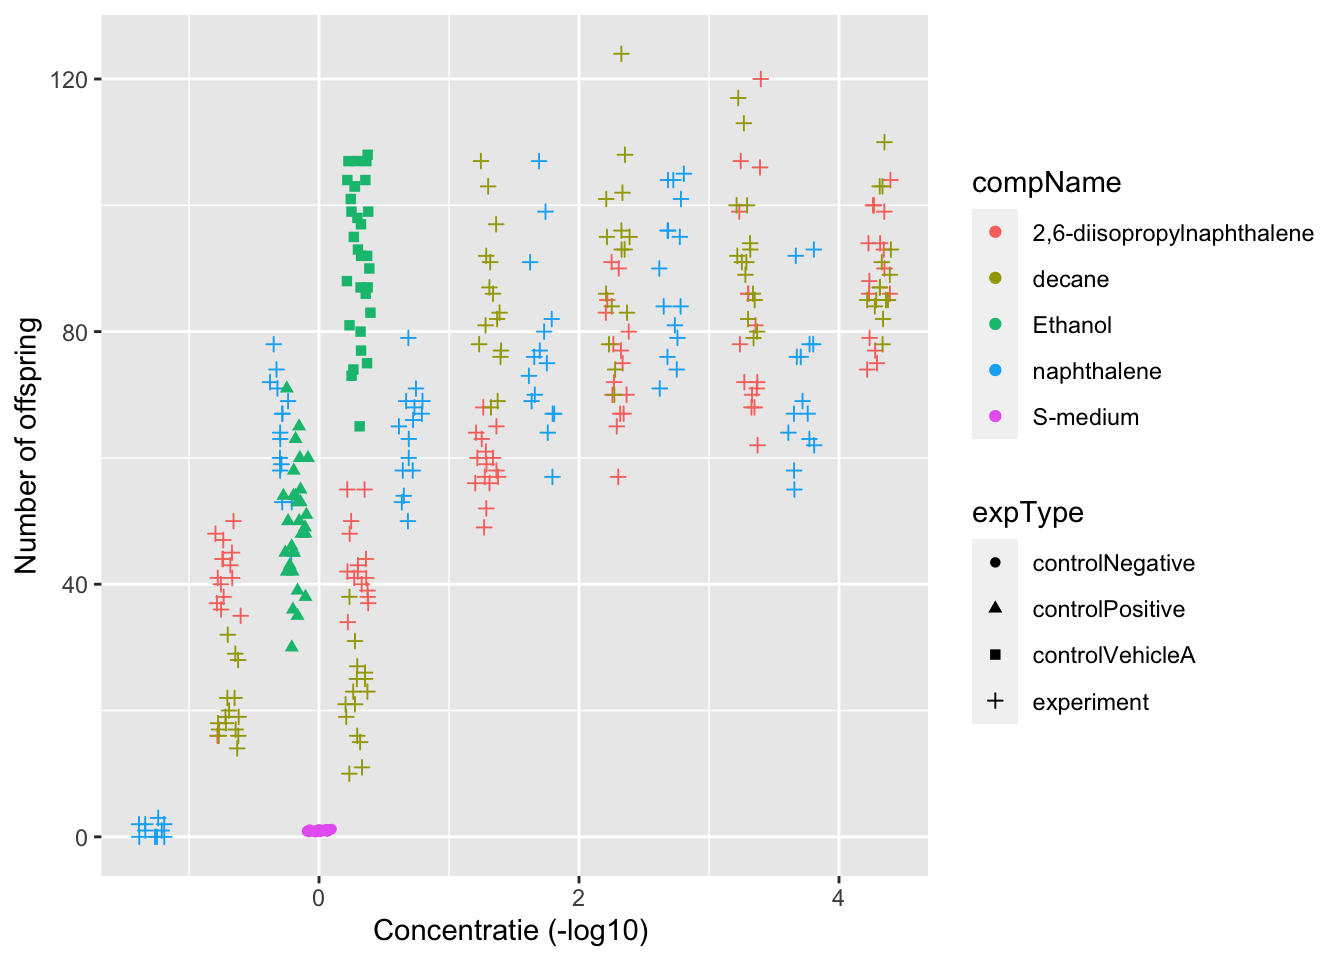 120
80
40
0
0
2
4
Number of offspring
Concentratie (-log10)
compName
2,6-diisopropylnaphthalene
decane
Ethanol
naphthalene
S-medium
expType
controlNegative
controlPositive
controlVehicleA
experiment